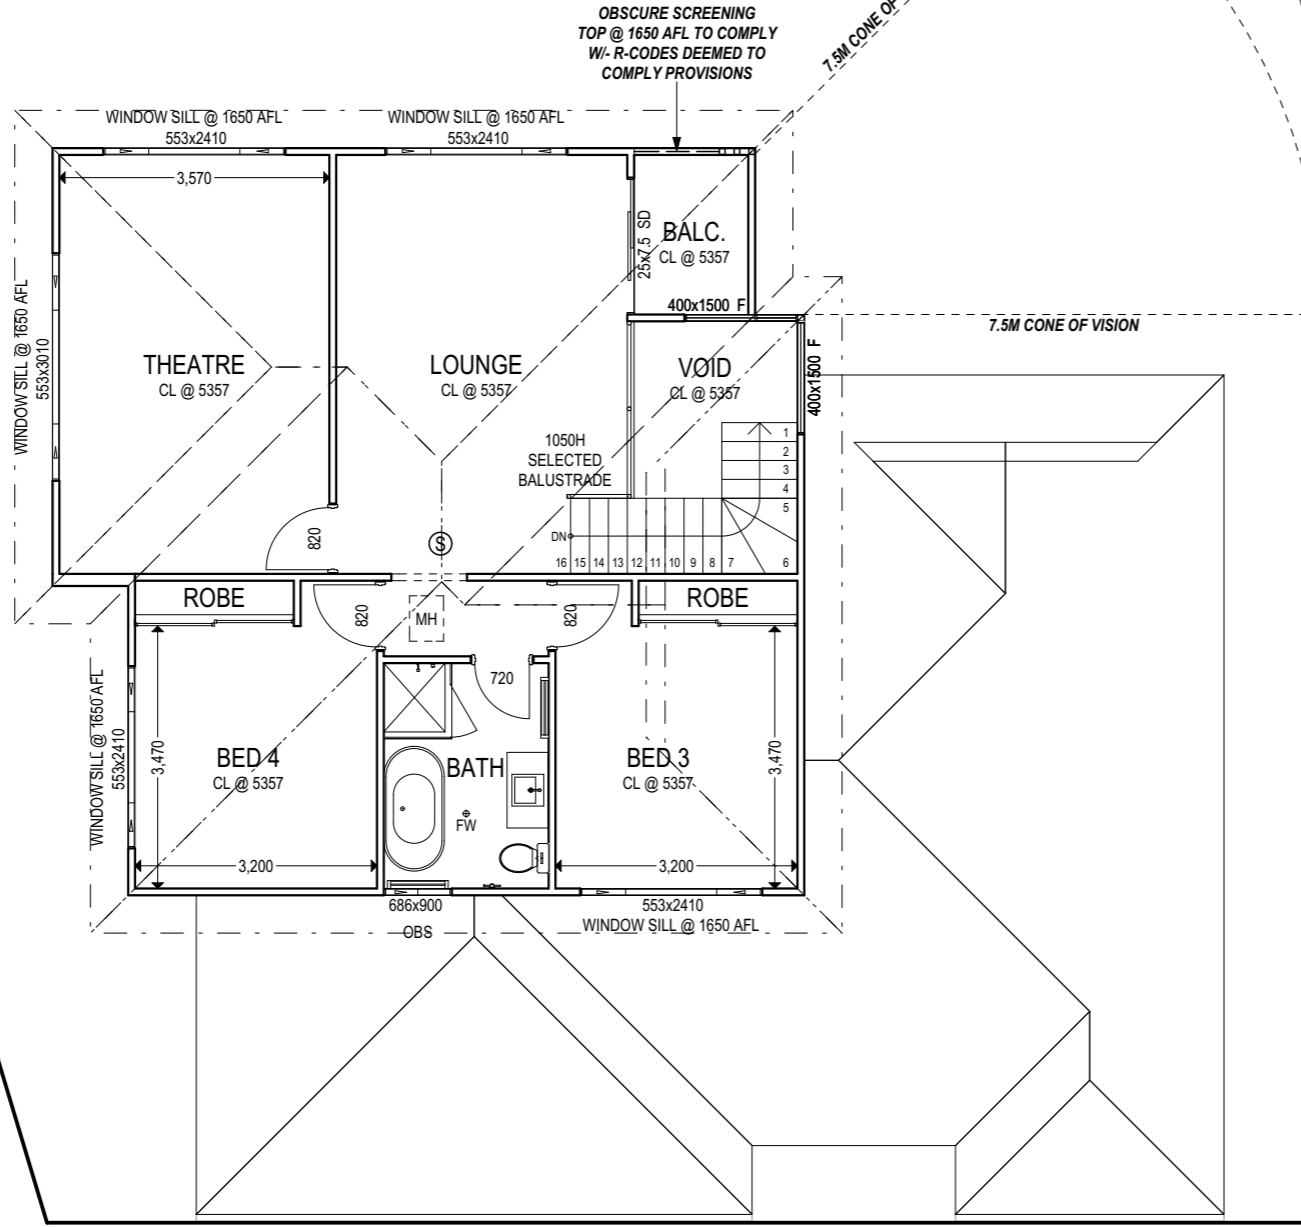 OBSCURE SCREENING
TOP @ 1650 AFL TO COMPLY
W/- R-CODES DEEMED TO
COMPLY PROVISIONS
7.5M CONE OF
WINDOW SILL @ 1650 AFL
553x2410
WINDOW SILL @ 1650 AFL
553x2410
3,570
BALC.
CL @ 5357
25x7.5 SD
400x1500 F
7.5M CONE OF VISION
WINDOW SILL @ 1650 AFL
553x3010
THEATRE
CL @ 5357
LOUNGE
CL @ 5357
VOID
CL @ 5357
400x1500 F
1050H
SELECTED
BALUSTRADE
1
2
3
4
5
6
DN
16 15 14 13 12 11 10 9 8 7
820
S
ROBE
820
MH
820
ROBE
720
WINDOW SILL @ 1650 AFL
553x2410
3,470
BED 4
CL @ 5357
BATH
FW
BED 3
CL @ 5357
3,470
3,200
3,200
686x900
OBS
553x2410
WINDOW SILL @ 1650 AFL